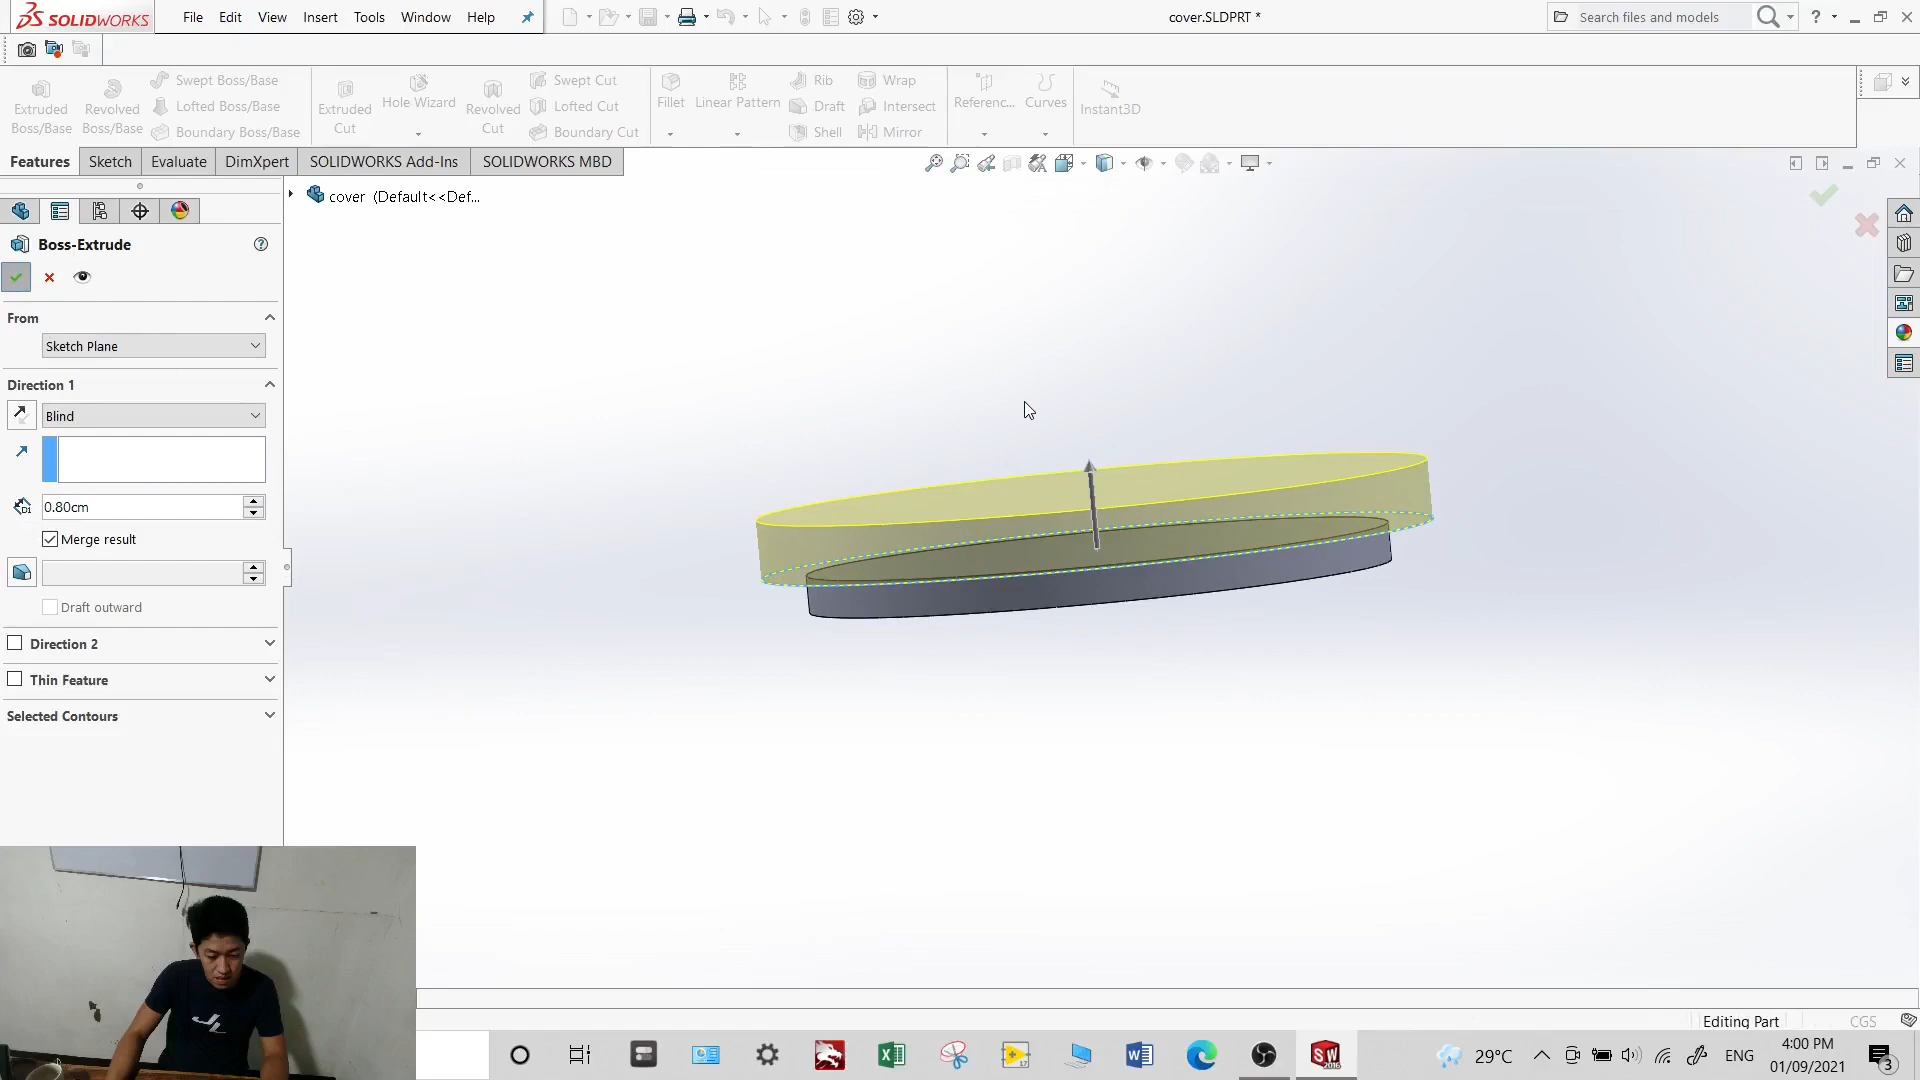 SOLIDWORKS
File Edit View Insert Tools Window Help
cover.SLDPRT *
Search files and models
Extruded Boss/Base
Revolved Boss/Base
Swept Boss/Base
Lofted Boss/Base
Boundary Boss/Base
Extruded Cut
Hole Wizard
Revolved Cut
Swept Cut
Lofted Cut
Boundary Cut
Fillet
Linear Pattern
Rib
Draft
Shell
Wrap
Intersect
Mirror
Referenc...
Curves
Instant3D
Features Sketch Evaluate DimXpert SOLIDWORKS Add-Ins SOLIDWORKS MBD
cover (Default<<Def...
Boss-Extrude
From
Sketch Plane
Direction 1
Blind
0.80cm
Merge result
Draft outward
Direction 2
Thin Feature
Selected Contours
Editing Part
CGS
29°C
ENG
4:00 PM
01/09/2021
3